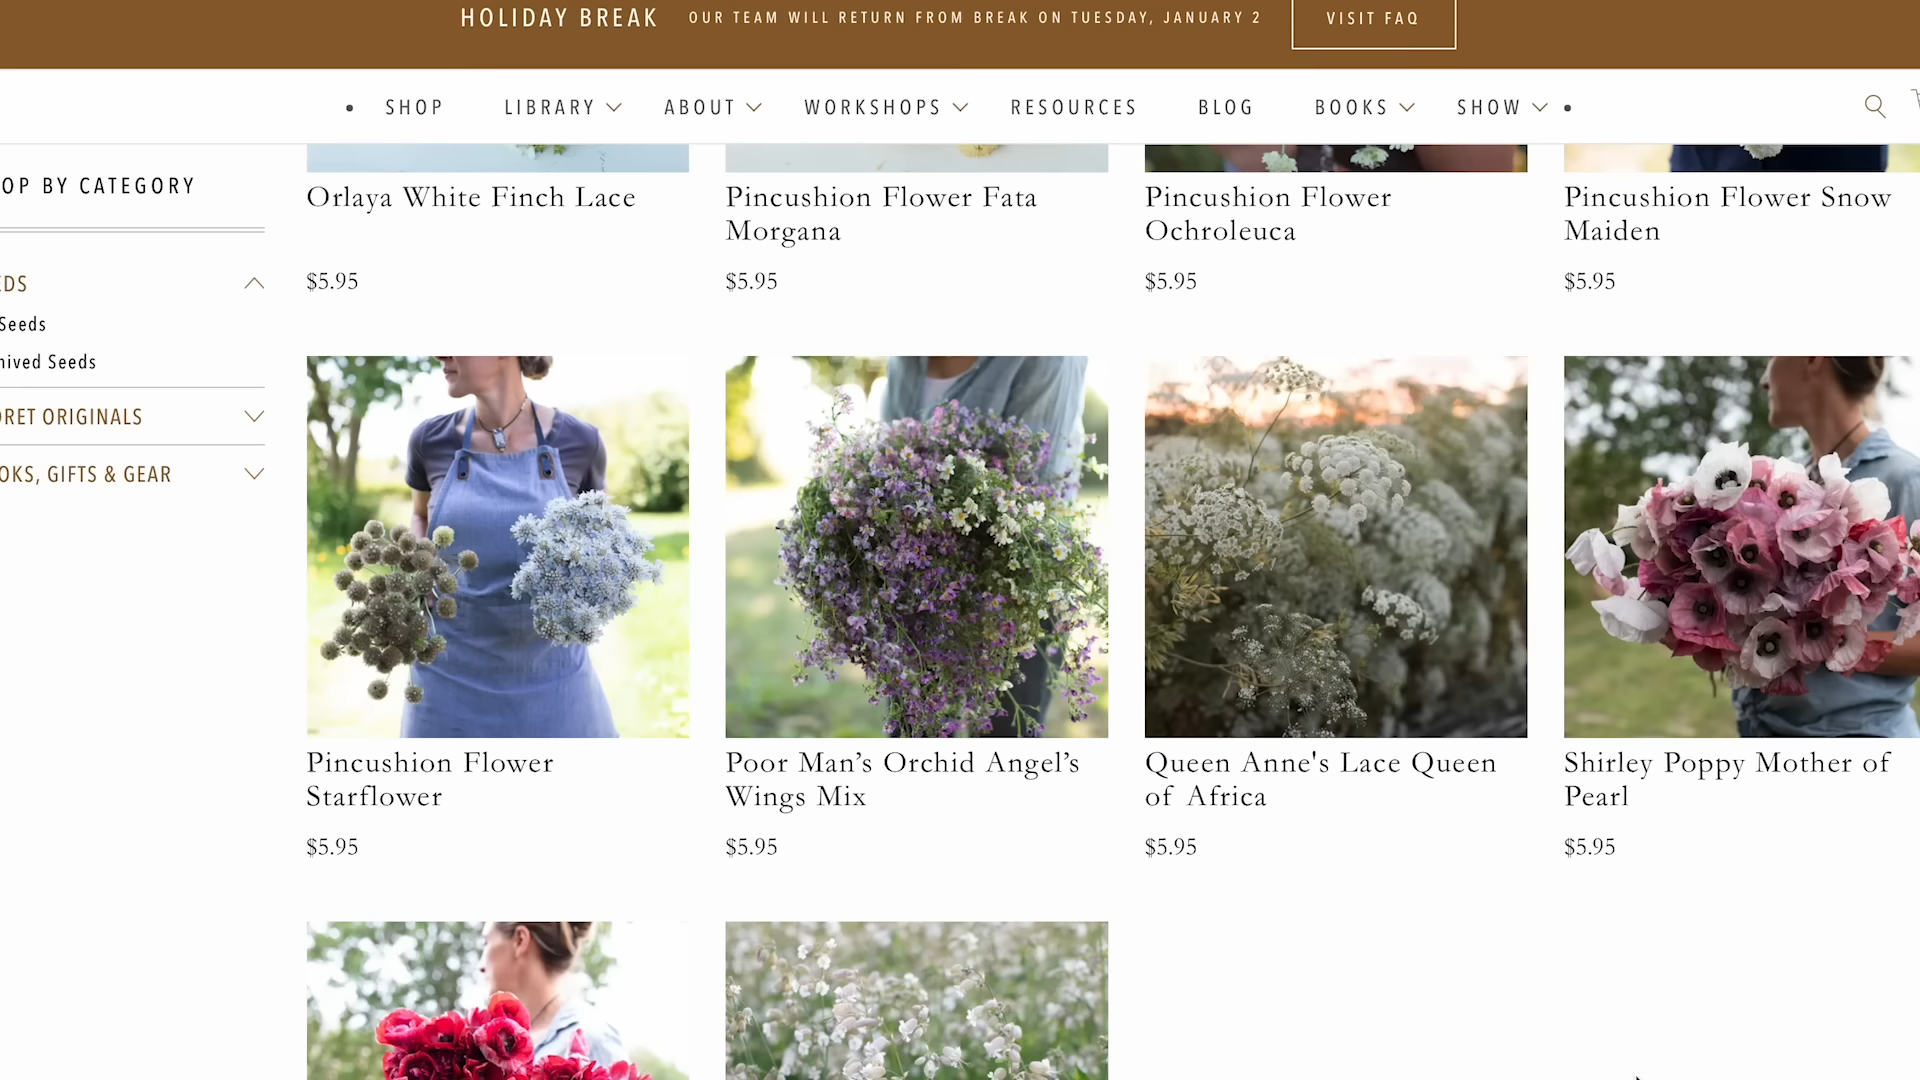 HOLIDAY BREAK OUR TEAM WILL RETURN FROM BREAK ON TUESDAY, JANUARY 2 VISIT FAQ
• SHOP LIBRARY ABOUT WORKSHOPS RESOURCES BLOG BOOKS SHOW •
OP BY CATEGORY
EDS
Seeds
hived Seeds
ORET ORIGINALS
OKS, GIFTS & GEAR
Orlaya White Finch Lace
$5.95
Pincushion Flower Fata
Morgana
$5.95
Pincushion Flower
Ochroleuca
$5.95
Pincushion Flower Snow
Maiden
$5.95
Pincushion Flower
Starflower
$5.95
Poor Man’s Orchid Angel’s
Wings Mix
$5.95
Queen Anne's Lace Queen
of Africa
$5.95
Shirley Poppy Mother of
Pearl
$5.95